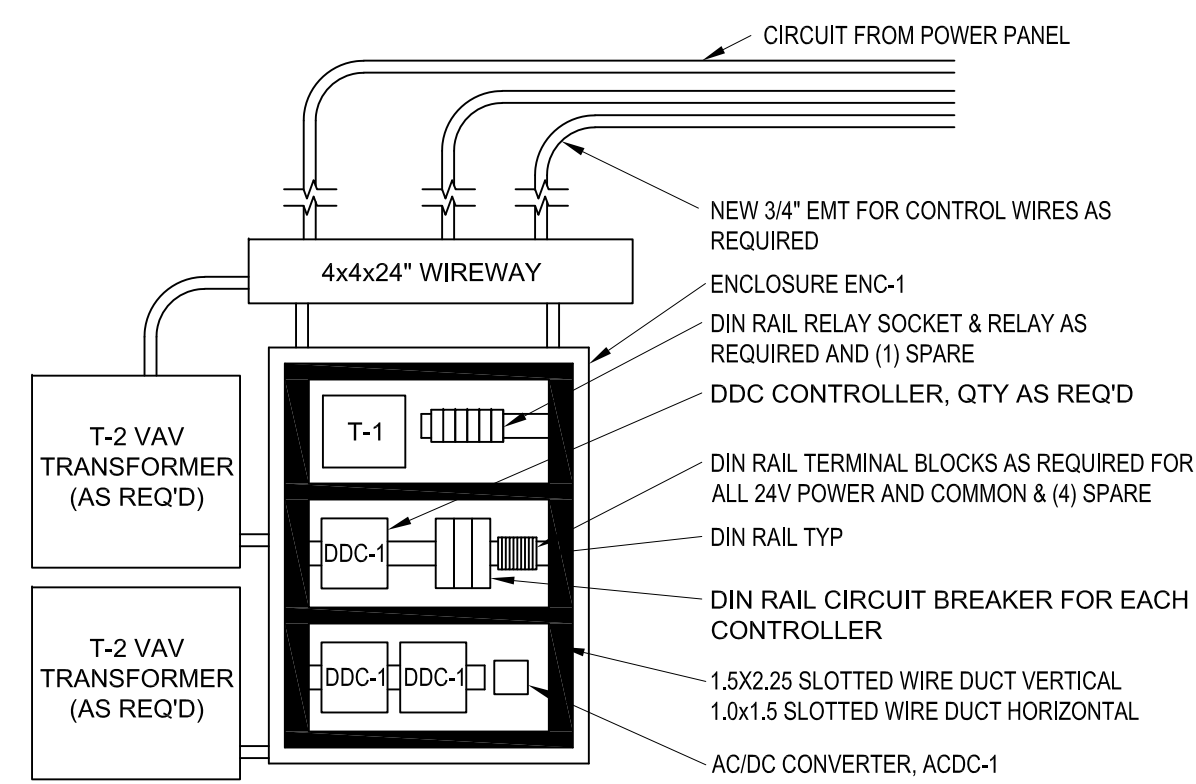 CIRCUIT FROM POWER PANEL
NEW 3/4" EMT FOR CONTROL WIRES AS
REQUIRED
4x4x24" WIREWAY
ENCLOSURE ENC-1
DIN RAIL RELAY SOCKET & RELAY AS
REQUIRED AND (1) SPARE
DDC CONTROLLER, QTY AS REQ'D
T-1
T-2 VAV
TRANSFORMER
(AS REQ'D)
DIN RAIL TERMINAL BLOCKS AS REQUIRED FOR
ALL 24V POWER AND COMMON & (4) SPARE
DIN RAIL TYP
DDC-1
DIN RAIL CIRCUIT BREAKER FOR EACH
CONTROLLER
T-2 VAV
TRANSFORMER
(AS REQ'D)
DDC-1 DDC-1
1.5X2.25 SLOTTED WIRE DUCT VERTICAL
1.0x1.5 SLOTTED WIRE DUCT HORIZONTAL
AC/DC CONVERTER, ACDC-1